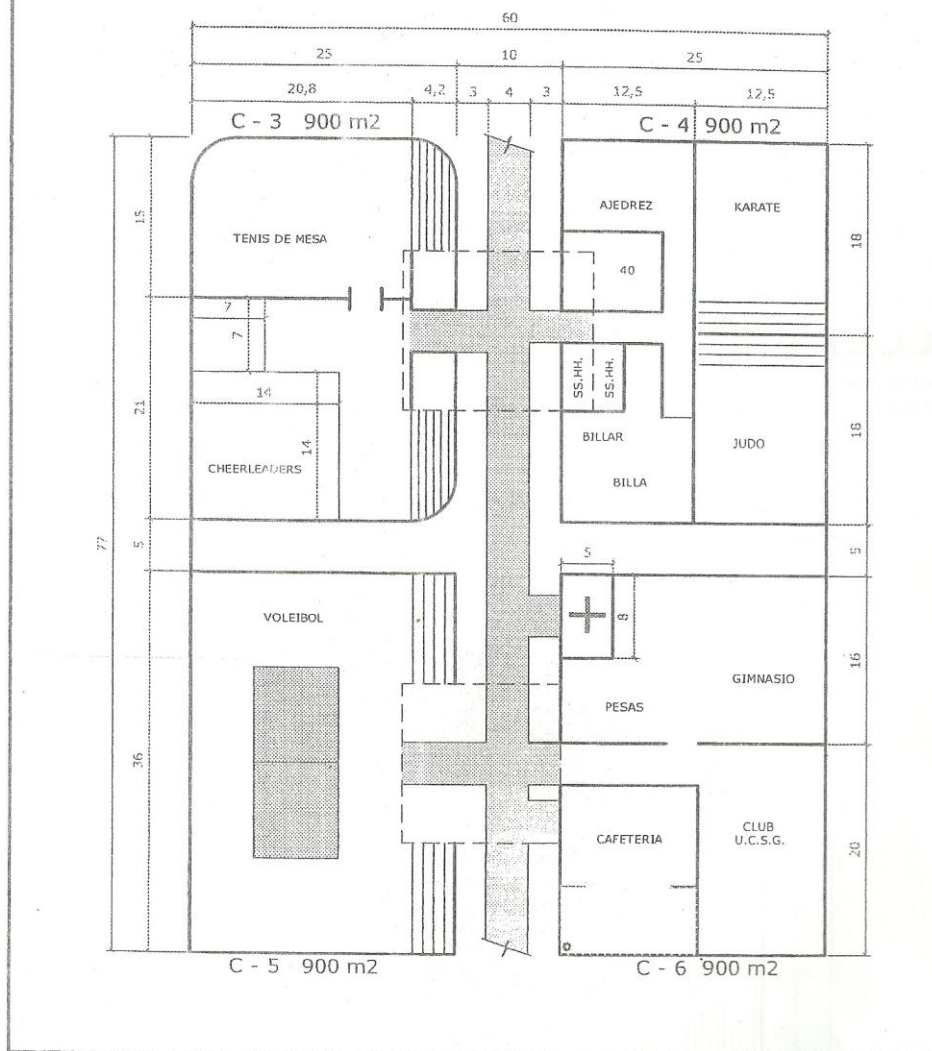 60
25 10 25
20,8 4,2 3 4 3 12,5 12,5
C - 3 900 m2 C - 4 900 m2
15
TENIS DE MESA
AJEDREZ
KARATE
18
40
7
7
21
14
14
CHEERLEADERS
SS.HH.
SS.HH.
BILLAR
BILLA
JUDO
18
77
5
5
5
VOLEIBOL
8
PESAS
GIMNASIO
16
36
CAFETERIA
CLUB
U.C.S.G.
20
C - 5 900 m2 C - 6 900 m2